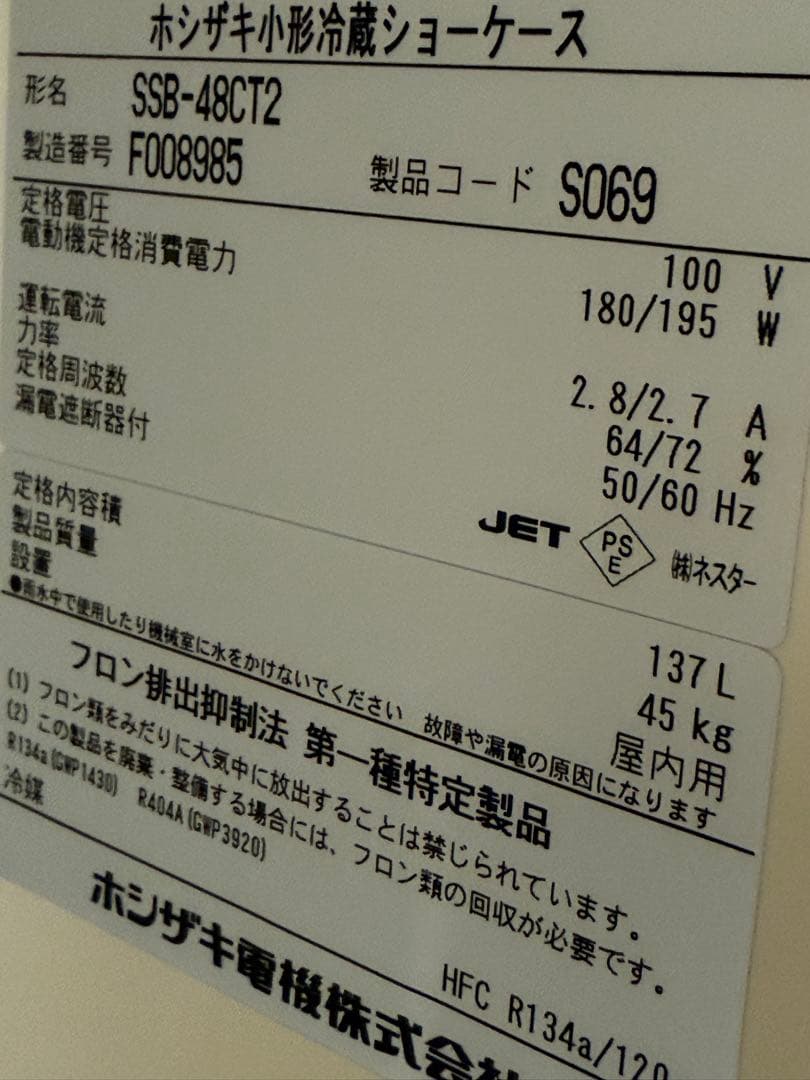 ホシザキ小形冷蔵ショーケース
形名 SSB-48CT2
製造番号 F008985 製品コード S069
定格電圧 100 V
電動機定格消費電力 180/195 W
運転電流 2.8/2.7 A
力率 64/72 %
定格周波数 50/60 Hz
漏電遮断器付
JET PSE ㈱ネスター
定格内容積 137 L
製品質量 45 kg
設置 屋内用
●雨水中で使用したり機械室に水をかけないでください 故障や漏電の原因になります
フロン排出抑制法 第一種特定製品
(1) フロン類をみだりに大気中に放出することは禁じられています。
(2) この製品を廃棄・整備する場合には、フロン類の回収が必要です。
R134a(GWP1430) R404A(GWP3920)
冷媒 HFC R134a/120
ホシザキ電機株式会社